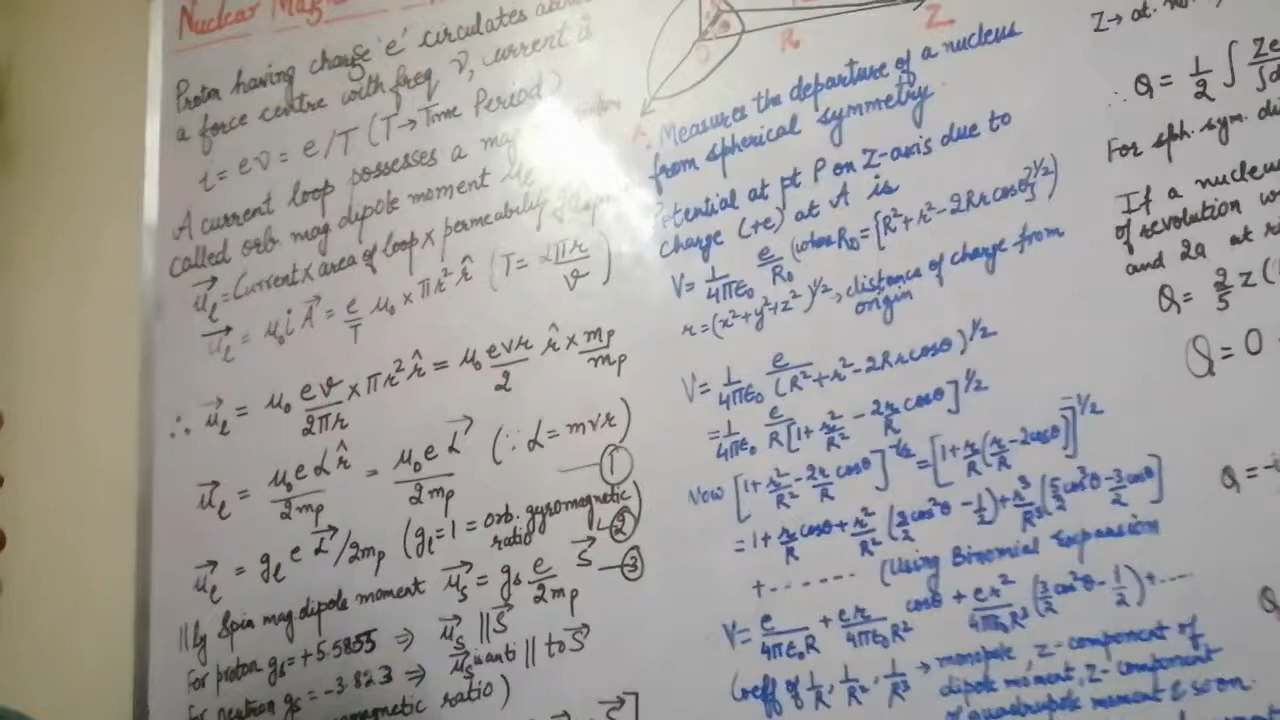 Nuclear
Proton having charge 'e' circulates
a force centre with freq ν, current is
i = eν = e/T (T→Time Period)
A current loop possesses a mag
called orb mag dipole moment
μ⃗ℓ = Current x area of loop x permeability
μ⃗ℓ = μ₀ i A⃗ = e/T μ₀ x πr² r̂ (T = 2πr/v)
∴ μ⃗ℓ = μ₀ ev/2πr x πr² r̂ = μ₀ evr/2 r̂ x mp/mp
μ⃗ℓ = μ₀eL r̂/2mp = μ₀eL⃗/2mp (∵ L = mvr) — ①
μ⃗ℓ = gℓ e L⃗/2mp (gℓ = 1 = orb. gyromagnetic ratio) — ②
||ly Spin mag dipole moment μ⃗s = gs e/2mp S⃗ — ③
For proton gs = +5.5855 ⇒ μ⃗s || S⃗
For neutron gs = -3.823 ⇒ μ⃗s is anti || to S⃗
ratio)
S⃗]
R₀
Z
Measures the departure of a nucleus
from spherical symmetry.
Potential at pt P on Z-axis due to
charge (+e) at A is
V = 1/4πε₀ e/R₀ (where R₀ = [R²+r²-2Rr cosθ]^1/2)
r = (x²+y²+z²)^1/2 → distance of charge from
origin
V = 1/4πε₀ e/(R²+r²-2Rr cosθ)^1/2
= 1/4πε₀ e/R[1+r²/R² - 2r/R cosθ]^1/2
Now [1+r²/R²-2r/R cosθ]^-1/2 = [1+r/R(r/R-2cosθ)]^-1/2
= 1+r/R cosθ + r²/R² (3/2 cos²θ - 1/2) + r³/R³ (5/2 cos³θ - 3/2 cosθ]
+ ------ (Using Binomial Expansion
V = e/4πε₀R + er/4πε₀R² cosθ + er²/4πε₀R³ (3/2 cos²θ - 1/2) + ....
Coeff of 1/R, 1/R², 1/R³ → monopole, z-component of
dipole moment, z-component
of quadrupole moment & so on.
Z→ at. no.
∴ Q = 1/2 ∫
For sph. sym.
If a nucleus
of revolution
and 2a at
Q = 2/5 Z (
Q = 0
Q = -
Q